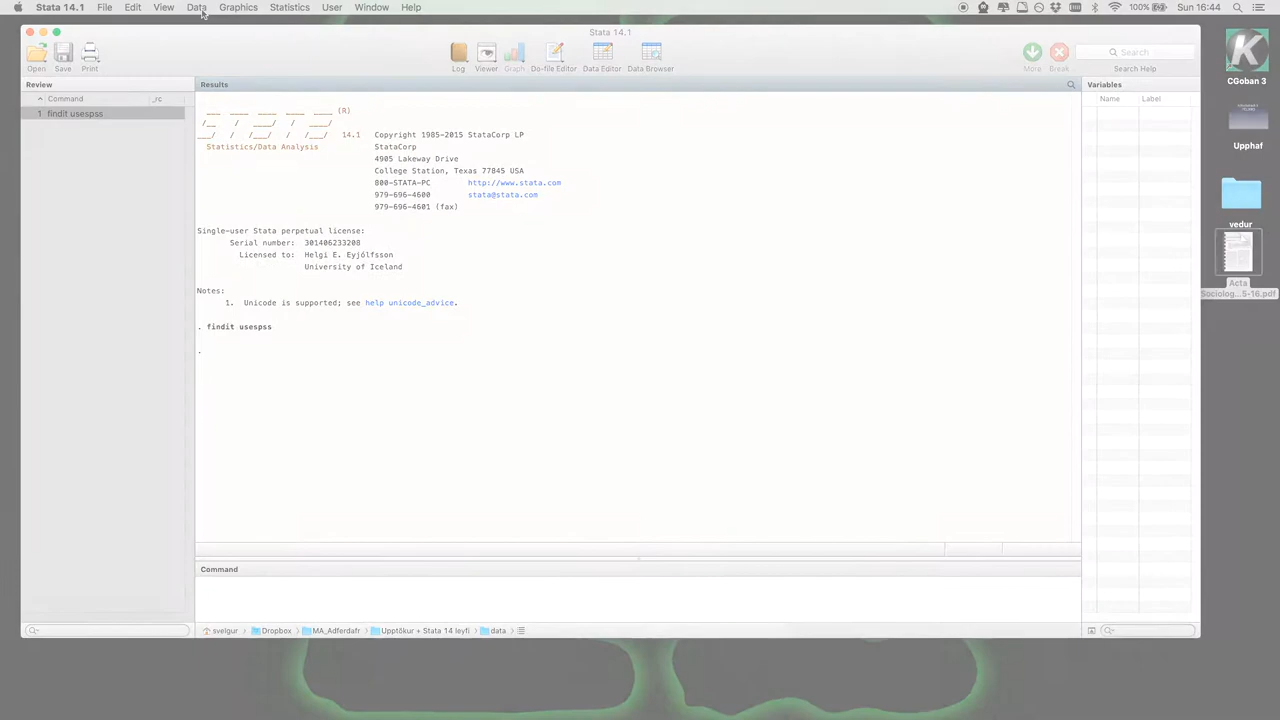 Stata 14.1 File Edit View Data Graphics Statistics User Window Help 100% Sun 16:44
Stata 14.1
Open Save Print Log Viewer Graph Do-file Editor Data Editor Data Browser More Break Search
Search Help
Review
Command _rc
1 findit usespss
Results
(R)
14.1 Copyright 1985-2015 StataCorp LP
Statistics/Data Analysis StataCorp
4905 Lakeway Drive
College Station, Texas 77845 USA
800-STATA-PC http://www.stata.com
979-696-4600 stata@stata.com
979-696-4601 (fax)
Single-user Stata perpetual license:
Serial number: 301406233208
Licensed to: Helgi E. Eyjólfsson
University of Iceland
Notes:
1. Unicode is supported; see help unicode_advice.
. findit usespss
.
Command
svelgur Dropbox MA_Adferdafr Upptökur + Stata 14 leyfi data
Variables
Name Label
K
CGoban 3
Upphaf
vedur
Acta
Sociolog...5-16.pdf